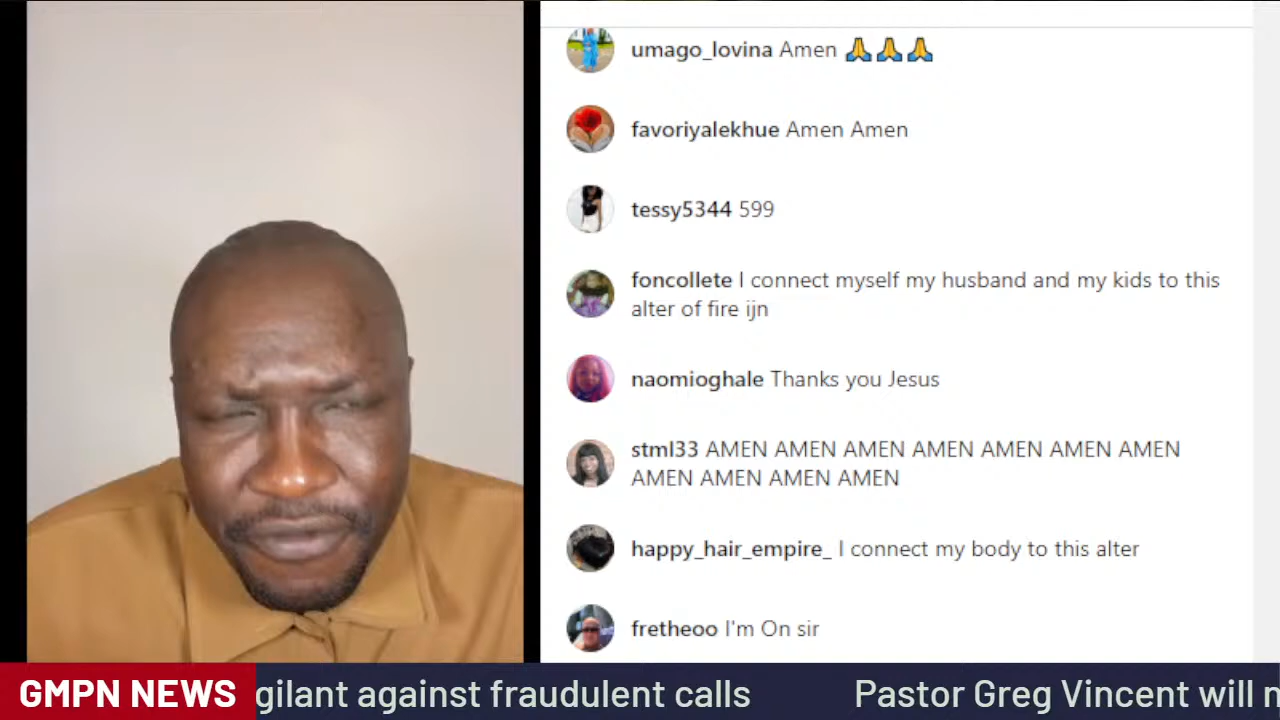 umago_lovina Amen 🙏🙏🙏
favoriyalekhue Amen Amen
tessy5344 599
foncollete I connect myself my husband and my kids to this
alter of fire ijn
naomioghale Thanks you Jesus
stml33 AMEN AMEN AMEN AMEN AMEN AMEN AMEN
AMEN AMEN AMEN AMEN
happy_hair_empire_ I connect my body to this alter
fretheoo I'm On sir
GMPN NEWS gilant against fraudulent calls Pastor Greg Vincent will